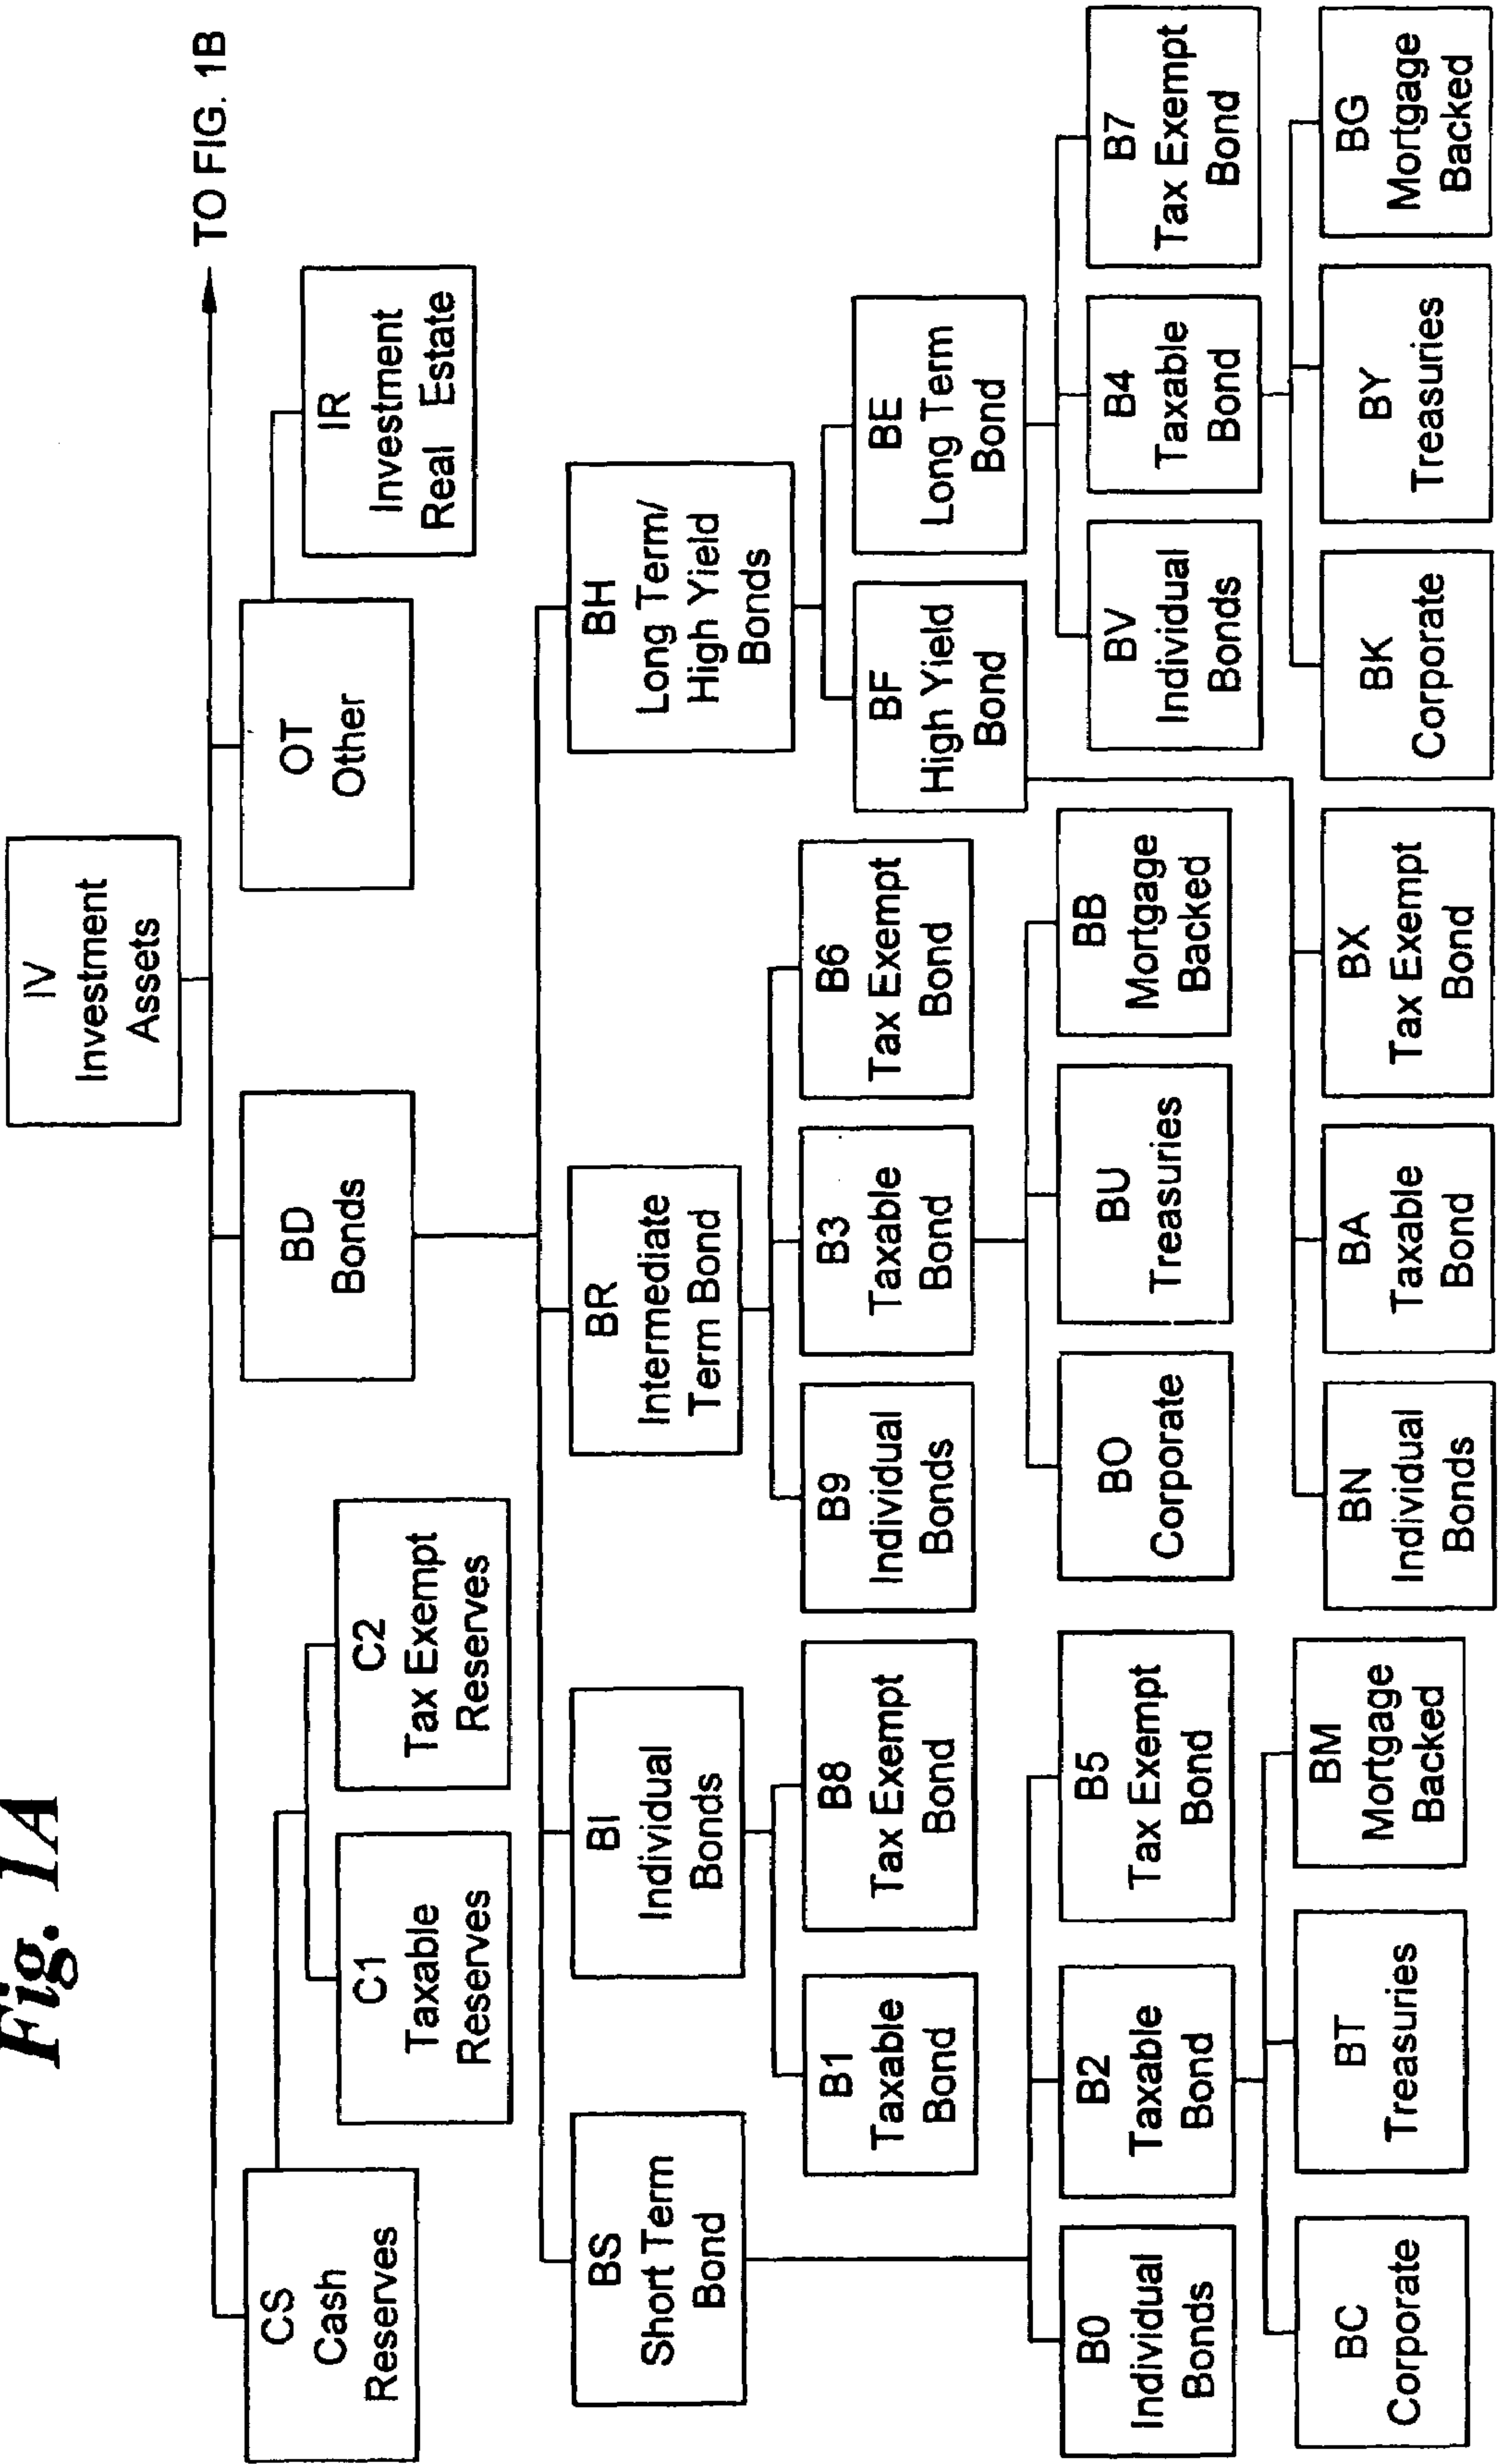 Fig. 1A
IV
Investment
Assets
TO FIG. 1B
CS
Cash
Reserves
C1
Taxable
Reserves
C2
Tax Exempt
Reserves
BD
Bonds
OT
Other
IR
Investment
Real Estate
BS
Short Term
Bond
BI
Individual
Bonds
BR
Intermediate
Term Bond
BH
Long Term/
High Yield
Bonds
B1
Taxable
Bond
B8
Tax Exempt
Bond
B9
Individual
Bonds
B3
Taxable
Bond
B6
Tax Exempt
Bond
BF
High Yield
Bond
BE
Long Term
Bond
B0
Individual
Bonds
B2
Taxable
Bond
B5
Tax Exempt
Bond
BO
Corporate
BU
Treasuries
BB
Mortgage
Backed
BV
Individual
Bonds
B4
Taxable
Bond
B7
Tax Exempt
Bond
BC
Corporate
BT
Treasuries
BM
Mortgage
Backed
BN
Individual
Bonds
BA
Taxable
Bond
BX
Tax Exempt
Bond
BK
Corporate
BY
Treasuries
BG
Mortgage
Backed